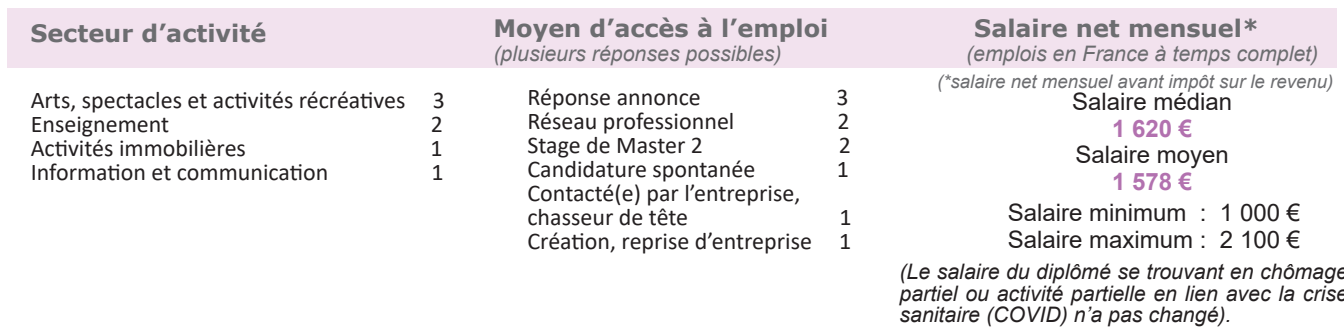 Secteur d'activité
Arts, spectacles et activités récréatives 3
Enseignement 2
Activités immobilières 1
Information et communication 1
Moyen d'accès à l'emploi
(plusieurs réponses possibles)
Réponse annonce 3
Réseau professionnel 2
Stage de Master 2 2
Candidature spontanée 1
Contacté(e) par l'entreprise,
chasseur de tête 1
Création, reprise d'entreprise 1
Salaire net mensuel*
(emplois en France à temps complet)
(*salaire net mensuel avant impôt sur le revenu)
Salaire médian
1 620 €
Salaire moyen
1 578 €
Salaire minimum : 1 000 €
Salaire maximum : 2 100 €
(Le salaire du diplômé se trouvant en chômage
partiel ou activité partielle en lien avec la crise
sanitaire (COVID) n'a pas changé).